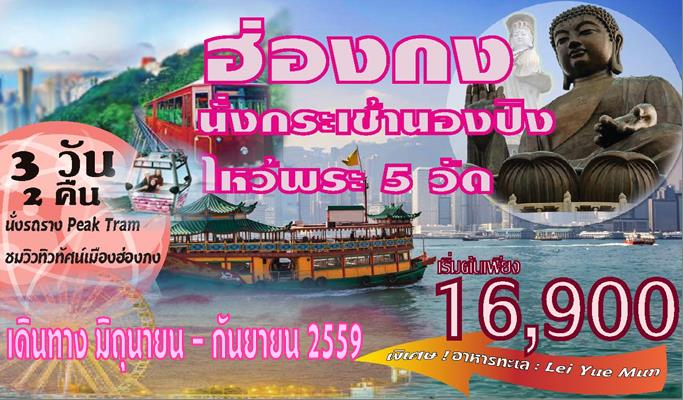 ฮ่องกง
นั่งกระเช้านองปิง
ไหว้พระ 5 วัด
3 วัน
2 คืน
นั่งรถราง Peak Tram
ชมวิวทิวทัศน์เมืองฮ่องกง
เริ่มต้นเพียง
16,900
เดินทาง มิถุนายน - กันยายน 2559
พิเศษ ! อาหารทะเล : Lei Yue Mun